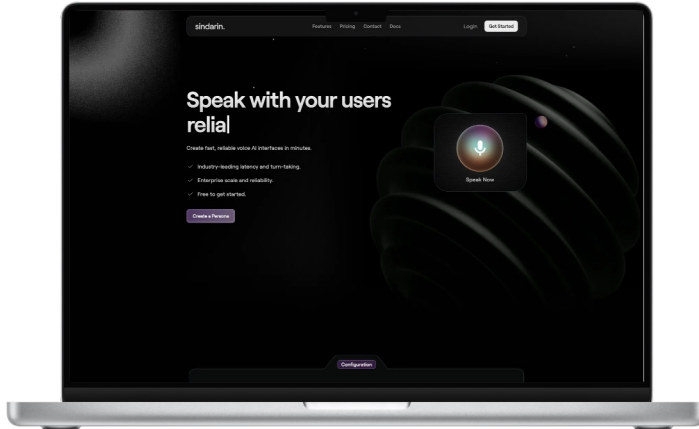 sindarin.
Features Pricing Contact Docs
Login Get Started
Speak with your users
relia|
Create fast, reliable voice AI interfaces in minutes.
Industry-leading latency and turn-taking.
Enterprise scale and reliability.
Free to get started.
Create a Persona
Speak Now
Configuration